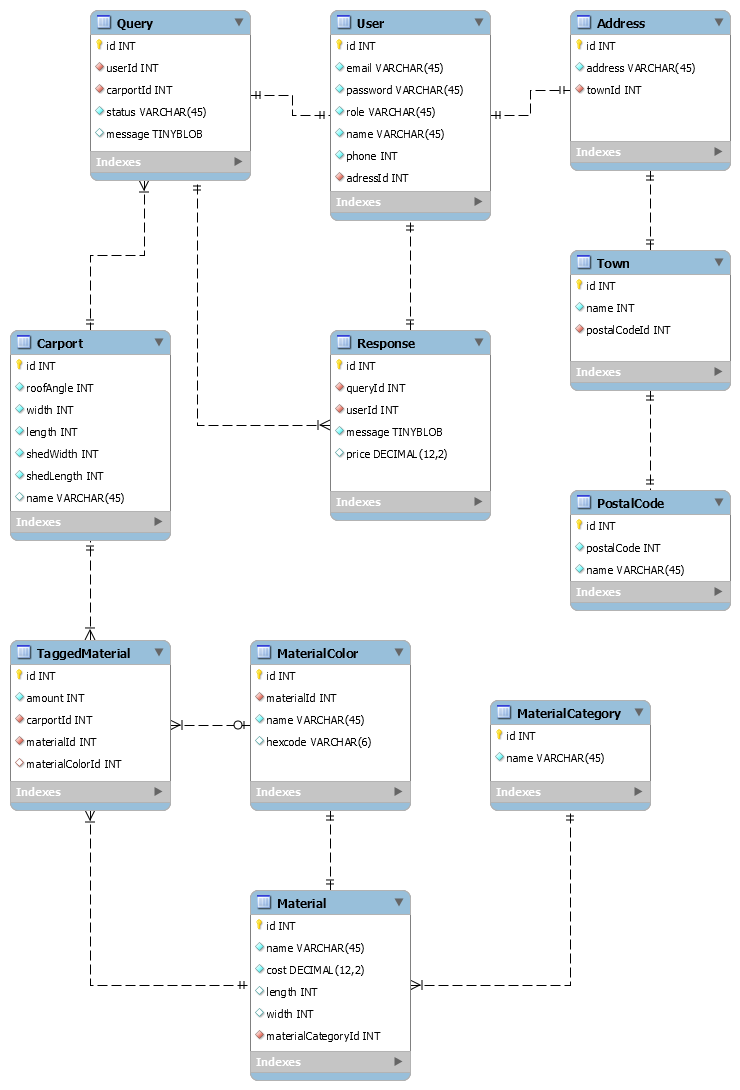 Query
id INT
userId INT
carportId INT
status VARCHAR(45)
message TINYBLOB
Indexes
User
id INT
email VARCHAR(45)
password VARCHAR(45)
role VARCHAR(45)
name VARCHAR(45)
phone INT
adressId INT
Indexes
Address
id INT
address VARCHAR(45)
townId INT
Indexes
Town
id INT
name INT
postalCodeId INT
Indexes
Carport
id INT
roofAngle INT
width INT
length INT
shedWidth INT
shedLength INT
name VARCHAR(45)
Indexes
Response
id INT
queryId INT
userId INT
message TINYBLOB
price DECIMAL(12,2)
Indexes
PostalCode
id INT
postalCode INT
name VARCHAR(45)
Indexes
TaggedMaterial
id INT
amount INT
carportId INT
materialId INT
materialColorId INT
Indexes
MaterialColor
id INT
materialId INT
name VARCHAR(45)
hexcode VARCHAR(6)
Indexes
MaterialCategory
id INT
name VARCHAR(45)
Indexes
Material
id INT
name VARCHAR(45)
cost DECIMAL(12,2)
length INT
width INT
materialCategoryId INT
Indexes